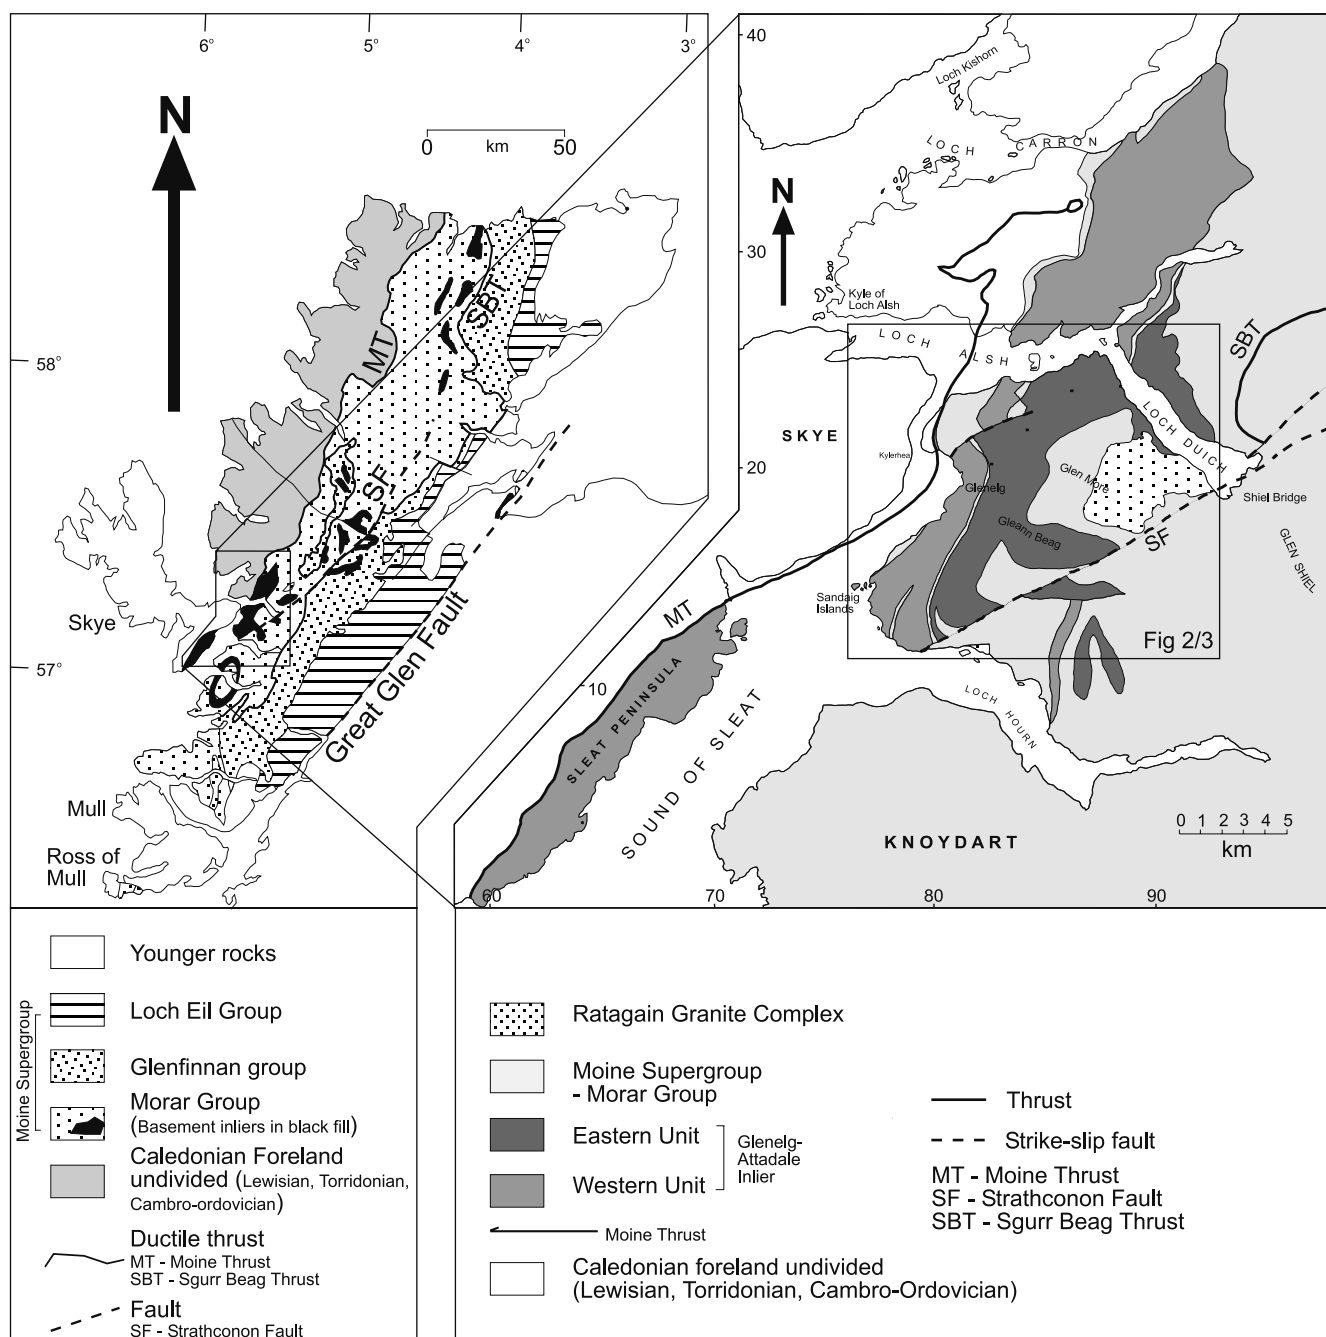 6°
5°
4°
3°
N
0
km
50
58°
57°
MT
SBT
SF
Great Glen Fault
Skye
Mull
Ross of
Mull
40
30
20
10
60
70
80
90
N
Loch Kishorn
LOCH CARRON
Kyle of
Loch Alsh
LOCH ALSH
SKYE
Kylerhea
Glenelg
Glen More
Gleann Beag
LOCH DUICH
SBT
Shiel Bridge
SF
GLEN SHIEL
Sandaig
Islands
MT
Fig 2/3
SLEAT PENINSULA
SOUND OF SLEAT
LOCH HOURN
KNOYDART
0 1 2 3 4 5
km
Younger rocks
Moine Supergroup
Loch Eil Group
Glenfinnan group
Morar Group
(Basement inliers in black fill)
Caledonian Foreland
undivided (Lewisian, Torridonian,
Cambro-ordovician)
Ductile thrust
MT - Moine Thrust
SBT - Sgurr Beag Thrust
Fault
SF - Strathconon Fault
Ratagain Granite Complex
Moine Supergroup
- Morar Group
Eastern Unit
Western Unit
Glenelg-
Attadale
Inlier
Moine Thrust
Caledonian foreland undivided
(Lewisian, Torridonian, Cambro-Ordovician)
Thrust
Strike-slip fault
MT - Moine Thrust
SF - Strathconon Fault
SBT - Sgurr Beag Thrust